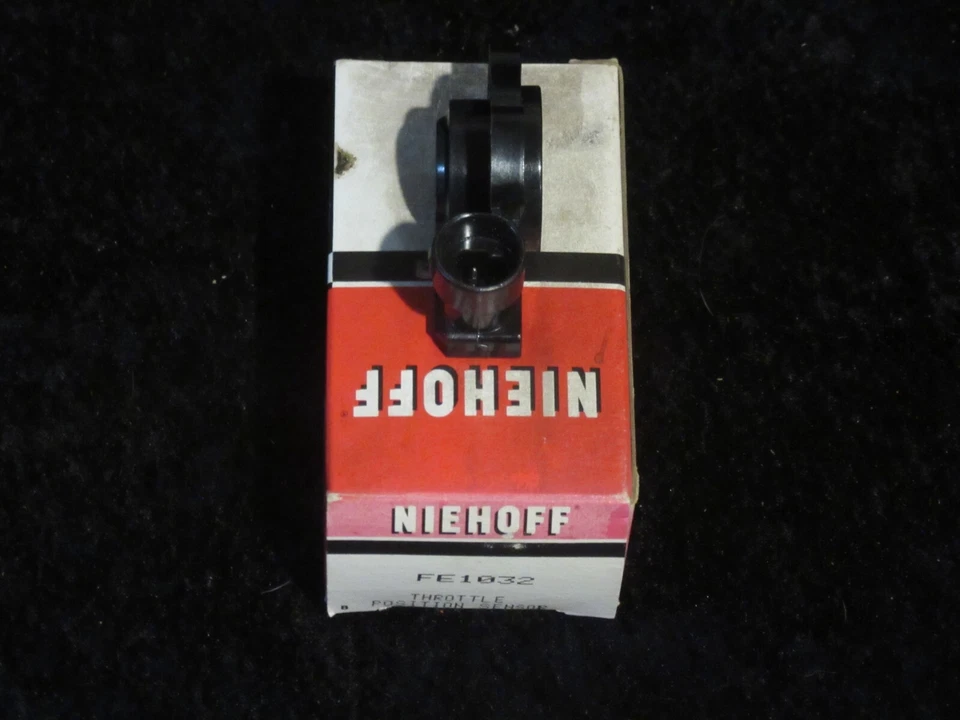 NIEHOFF
NIEHOFF
FE1032
THROTTLE
B POSITION SENSOR